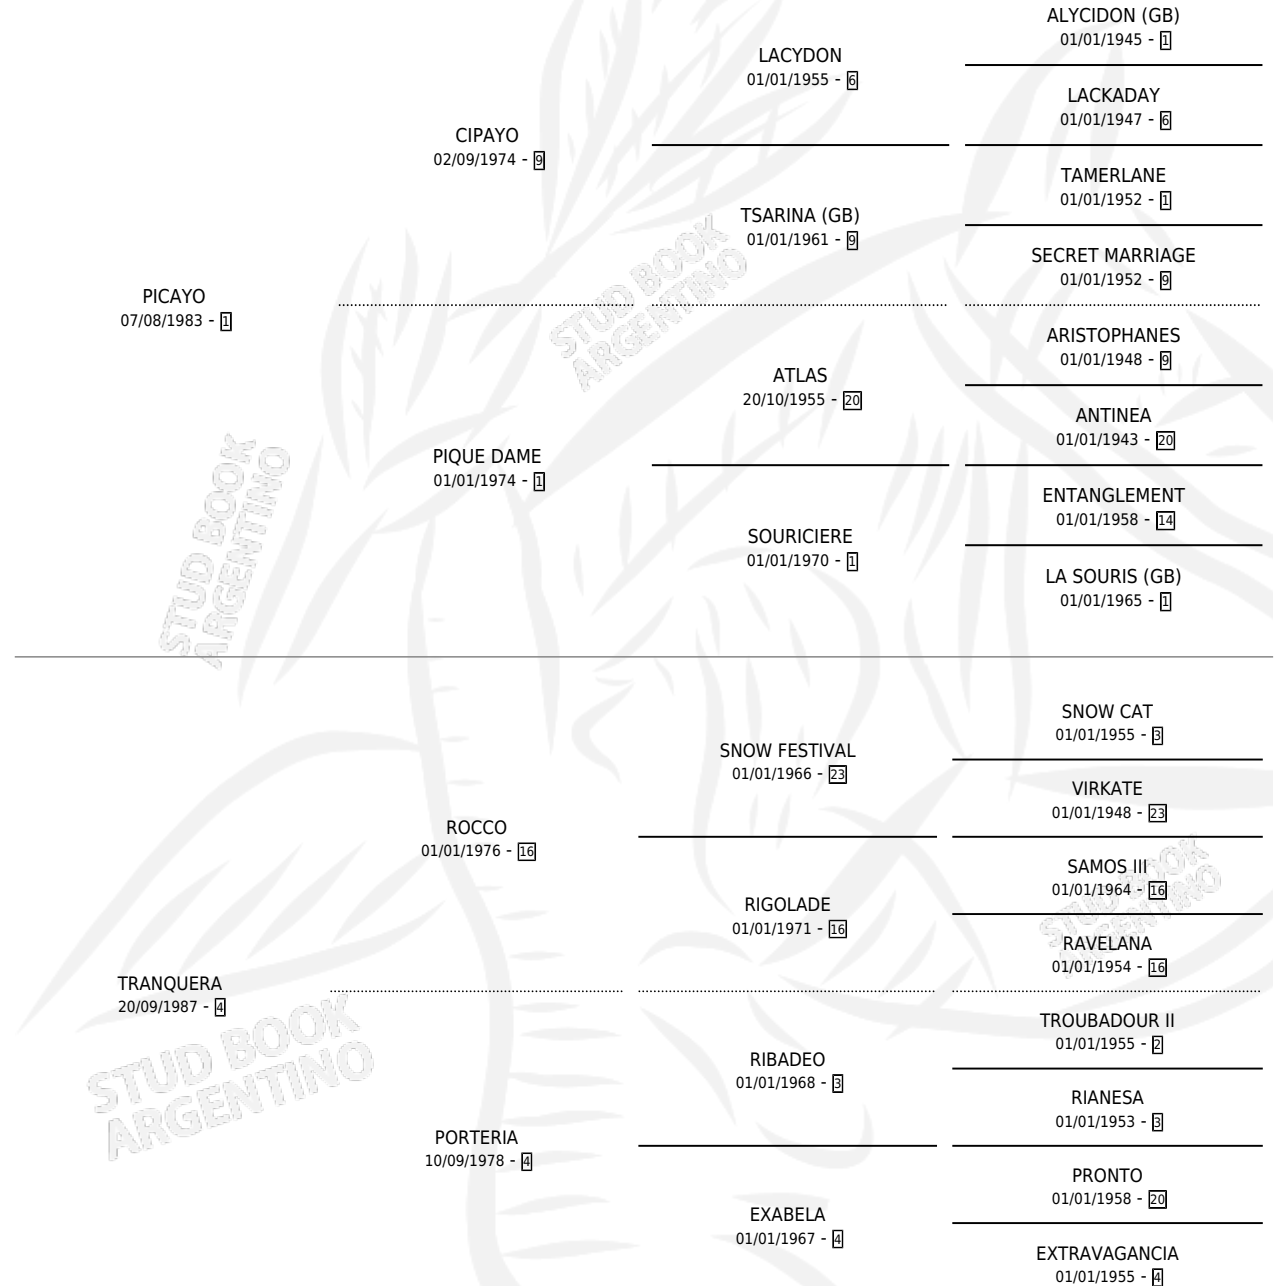 ALYCIDON (GB)
01/01/1945 - 1
LACYDON
01/01/1955 - 6
LACKADAY
01/01/1947 - 6
CIPAYO
02/09/1974 - 9
TAMERLANE
01/01/1952 - 1
TSARINA (GB)
01/01/1961 - 9
SECRET MARRIAGE
01/01/1952 - 9
PICAYO
07/08/1983 - 1
ARISTOPHANES
01/01/1948 - 9
ATLAS
20/10/1955 - 20
ANTINEA
01/01/1943 - 20
PIQUE DAME
01/01/1974 - 1
ENTANGLEMENT
01/01/1958 - 14
SOURICIERE
01/01/1970 - 1
LA SOURIS (GB)
01/01/1965 - 1
STUD BOOK
ARGENTINO
STUD BOOK
ARGENTINO
SNOW CAT
01/01/1955 - 3
SNOW FESTIVAL
01/01/1966 - 23
VIRKATE
01/01/1948 - 23
ROCCO
01/01/1976 - 16
SAMOS III
01/01/1964 - 16
RIGOLADE
01/01/1971 - 16
RAVELANA
01/01/1954 - 16
TRANQUERA
20/09/1987 - 4
TROUBADOUR II
01/01/1955 - 2
RIBADEO
01/01/1968 - 3
RIANESA
01/01/1953 - 3
PORTERIA
10/09/1978 - 4
PRONTO
01/01/1958 - 20
EXABELA
01/01/1967 - 4
EXTRAVAGANCIA
01/01/1955 - 4
STUD BOOK
ARGENTINO
STUD BOOK
ARGENTINO